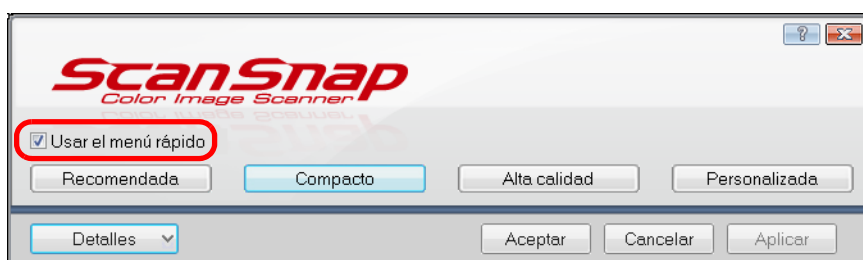 ScanSnap
Color Image Scanner
Usar el menú rápido
Recomendada Compacto Alta calidad Personalizada
Detalles Aceptar Cancelar Aplicar